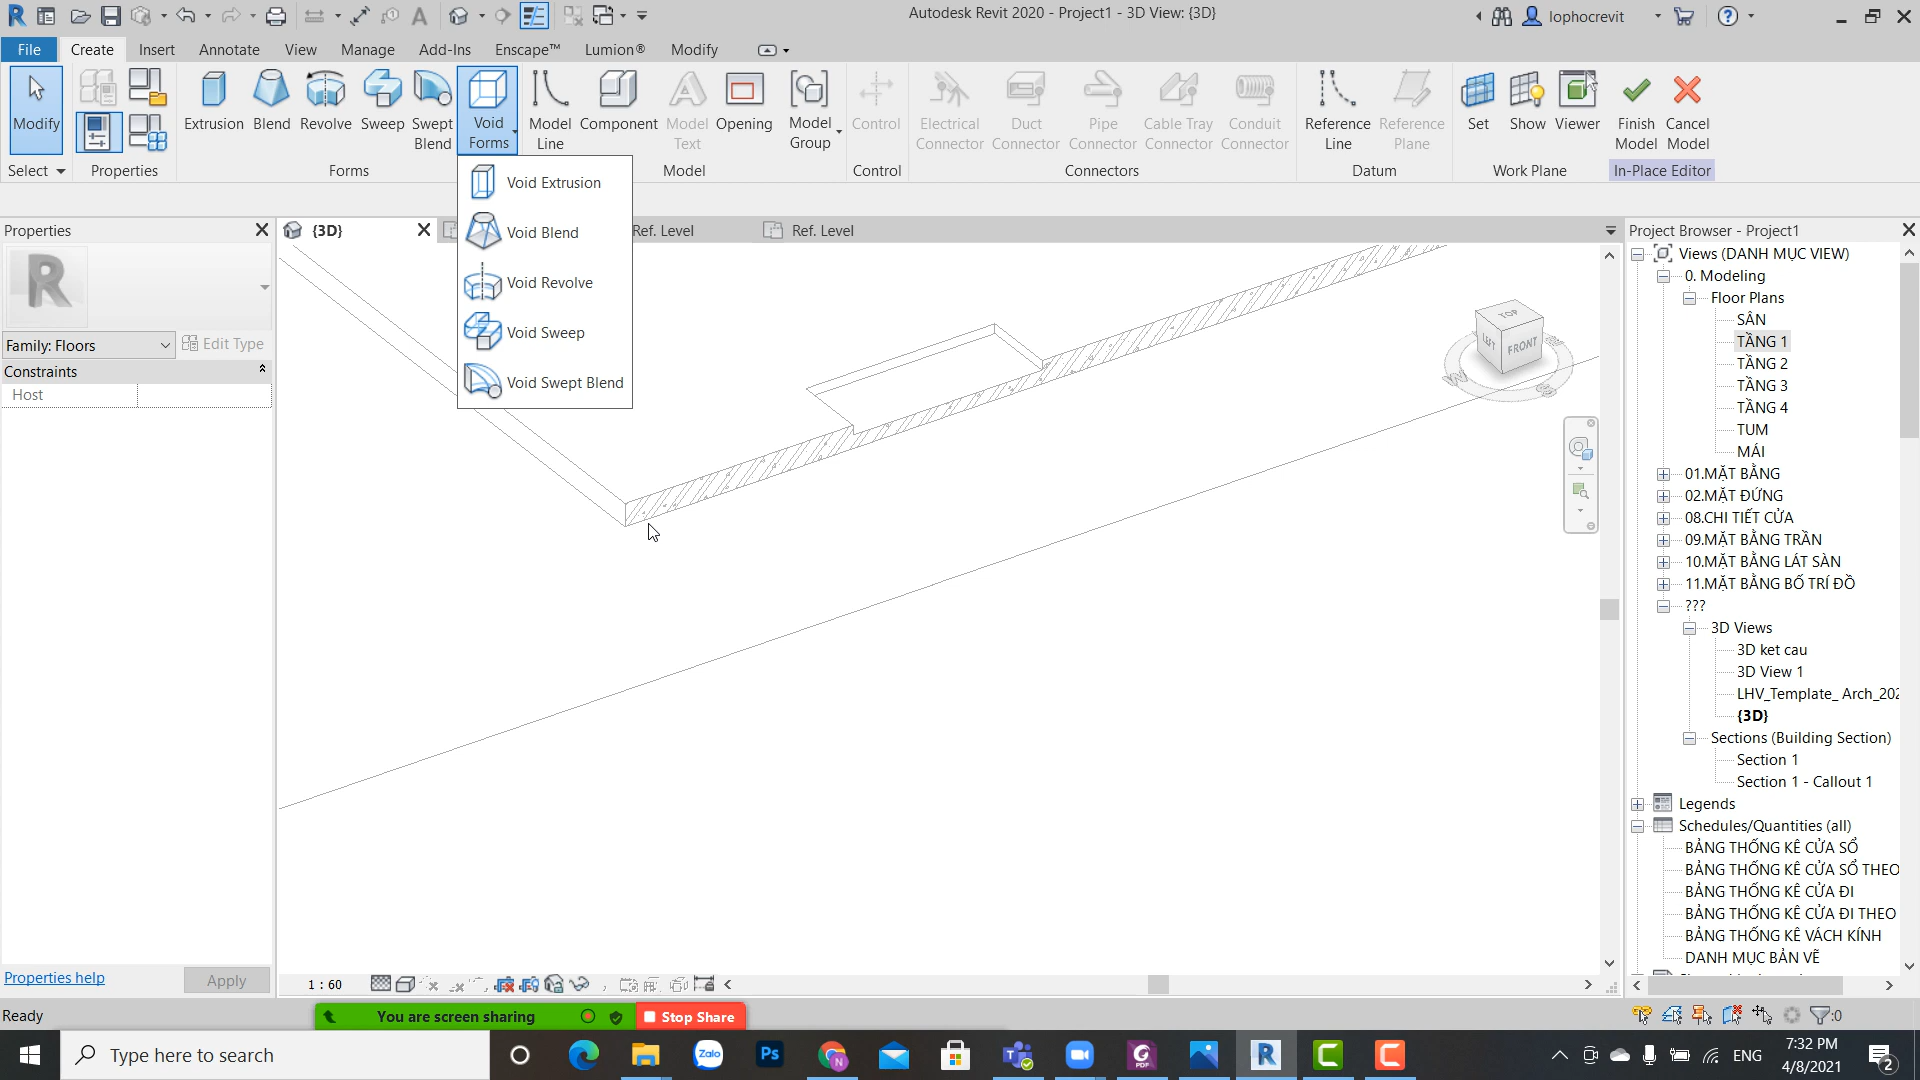 Autodesk Revit 2020 - Project1 - 3D View: {3D}
lophocrevit
File Create Insert Annotate View Manage Add-Ins Enscape™ Lumion® Modify
Modify
Extrusion Blend Revolve Sweep Swept Blend Void Forms
Model Line Component Model Text Opening Model Group
Control
Electrical Connector Duct Connector Pipe Connector Cable Tray Connector Conduit Connector
Reference Line Reference Plane
Set Show Viewer
Finish Model Cancel Model
Select Properties Forms Model Control Connectors Datum Work Plane In-Place Editor
Void Extrusion
Void Blend
Void Revolve
Void Sweep
Void Swept Blend
Properties
{3D}
Ref. Level
Ref. Level
Project Browser - Project1
Family: Floors
Edit Type
Constraints
Host
TOP
LEFT
FRONT
W
Views (DANH MỤC VIEW)
0. Modeling
Floor Plans
SÂN
TẦNG 1
TẦNG 2
TẦNG 3
TẦNG 4
TUM
MÁI
01.MẶT BẰNG
02.MẶT ĐỨNG
08.CHI TIẾT CỬA
09.MẶT BẰNG TRẦN
10.MẶT BẰNG LÁT SÀN
11.MẶT BẰNG BỐ TRÍ ĐỒ
???
3D Views
3D ket cau
3D View 1
LHV_Template_ Arch_202
{3D}
Sections (Building Section)
Section 1
Section 1 - Callout 1
Legends
Schedules/Quantities (all)
BẢNG THỐNG KÊ CỬA SỔ
BẢNG THỐNG KÊ CỬA SỔ THEO
BẢNG THỐNG KÊ CỬA ĐI
BẢNG THỐNG KÊ CỬA ĐI THEO
BẢNG THỐNG KÊ VÁCH KÍNH
DANH MỤC BẢN VẼ
Properties help
Apply
1 : 60
Ready
You are screen sharing
Stop Share
:0
Type here to search
Zalo
Ps
N
PDF
R
C
C
ENG
7:32 PM
4/8/2021
2